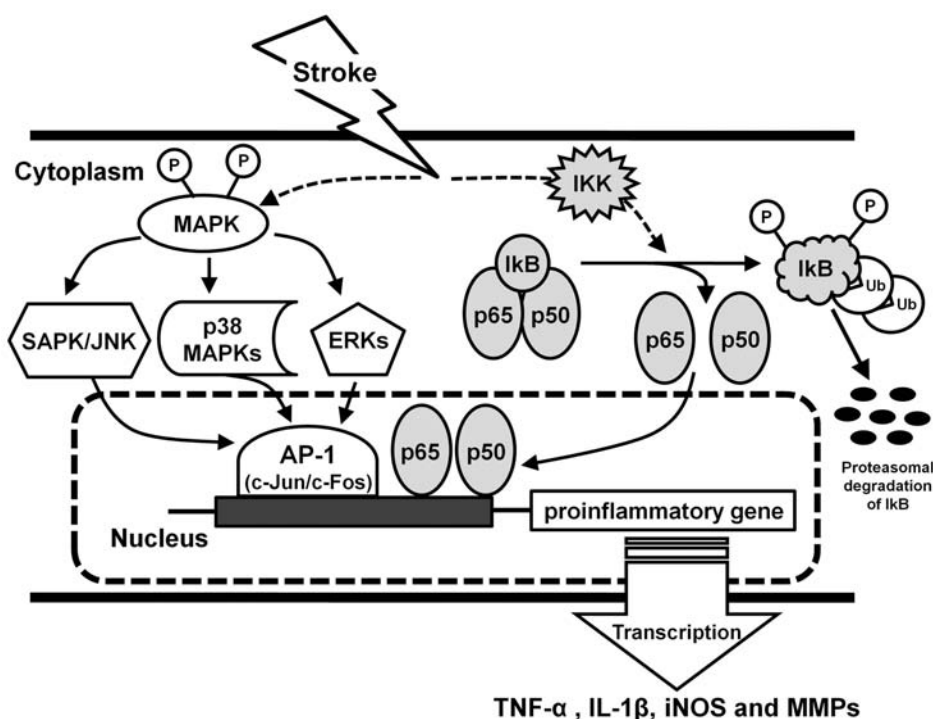 Stroke
Cytoplasm
P
P
MAPK
IKK
P
P
IkB
Ub
Ub
IkB
p65
p50
SAPK/JNK
p38
MAPKs
ERKs
p65
p50
AP-1
(c-Jun/c-Fos)
p65
p50
Proteasomal
degradation
of IkB
proinflammatory gene
Nucleus
Transcription
TNF-α , IL-1β, iNOS and MMPs